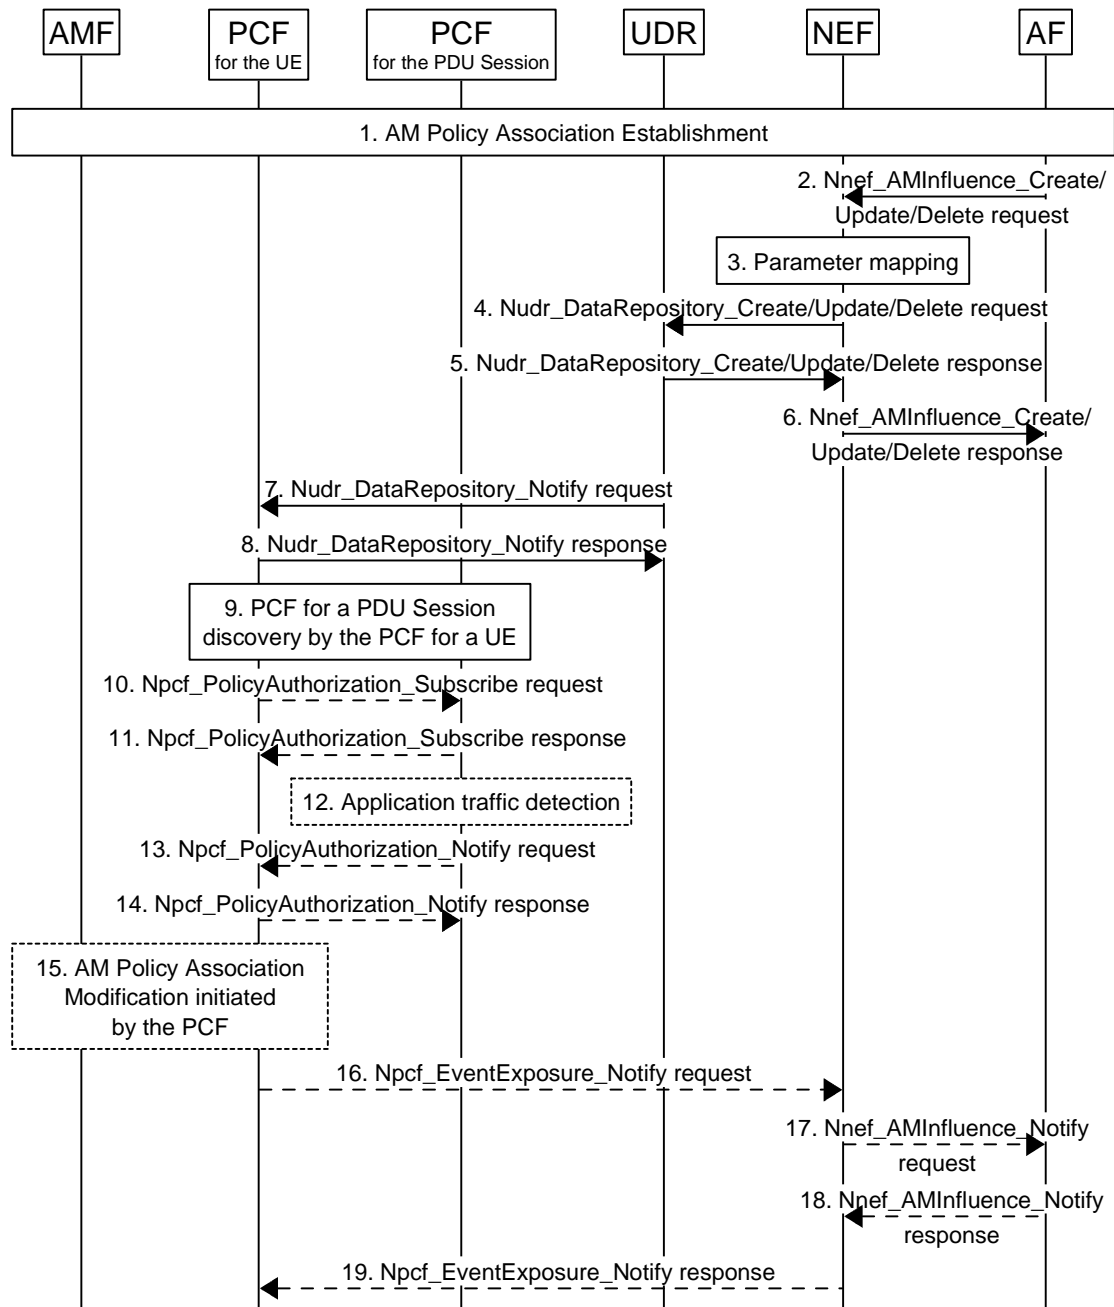 AMF
PCF
for the UE
PCF
for the PDU Session
UDR
NEF
AF
1. AM Policy Association Establishment
2. Nnef_AMInfluence_Create/
Update/Delete request
3. Parameter mapping
4. Nudr_DataRepository_Create/Update/Delete request
5. Nudr_DataRepository_Create/Update/Delete response
6. Nnef_AMInfluence_Create/
Update/Delete response
7. Nudr_DataRepository_Notify request
8. Nudr_DataRepository_Notify response
9. PCF for a PDU Session
discovery by the PCF for a UE
10. Npcf_PolicyAuthorization_Subscribe request
11. Npcf_PolicyAuthorization_Subscribe response
12. Application traffic detection
13. Npcf_PolicyAuthorization_Notify request
14. Npcf_PolicyAuthorization_Notify response
15. AM Policy Association
Modification initiated
by the PCF
16. Npcf_EventExposure_Notify request
17. Nnef_AMInfluence_Notify
request
18. Nnef_AMInfluence_Notify
response
19. Npcf_EventExposure_Notify response